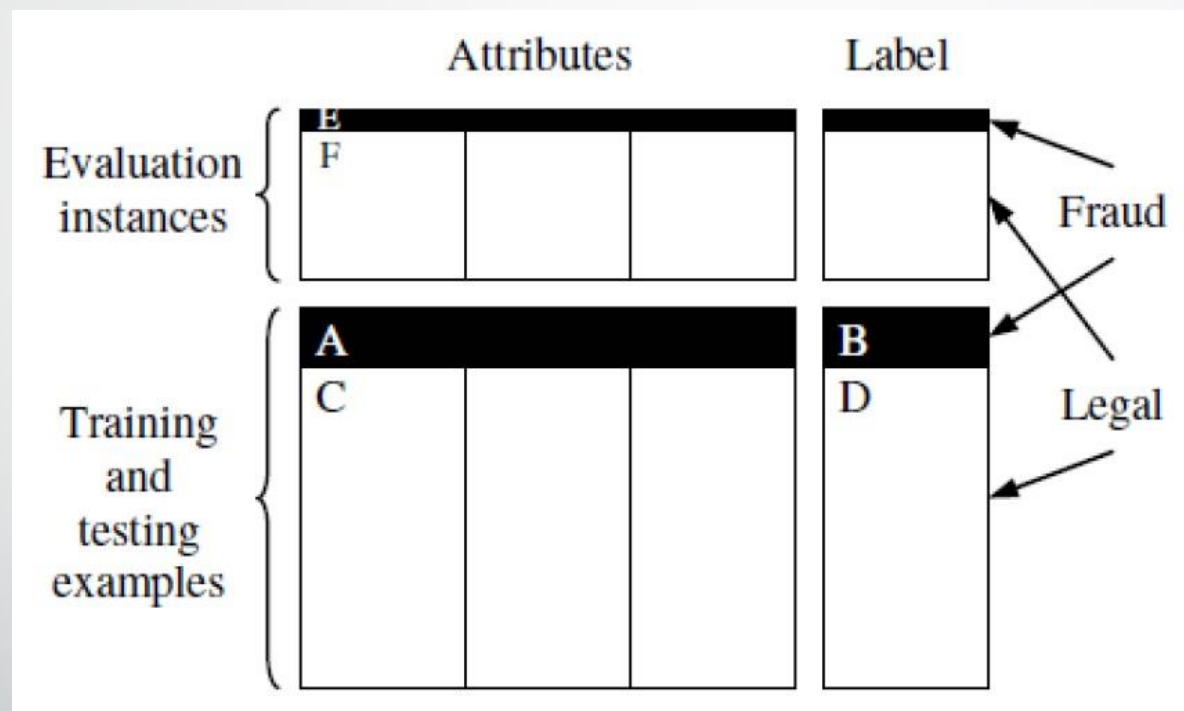 Attributes
Label
E
F
Evaluation
instances
Fraud
A
B
C
D
Legal
Training
and
testing
examples